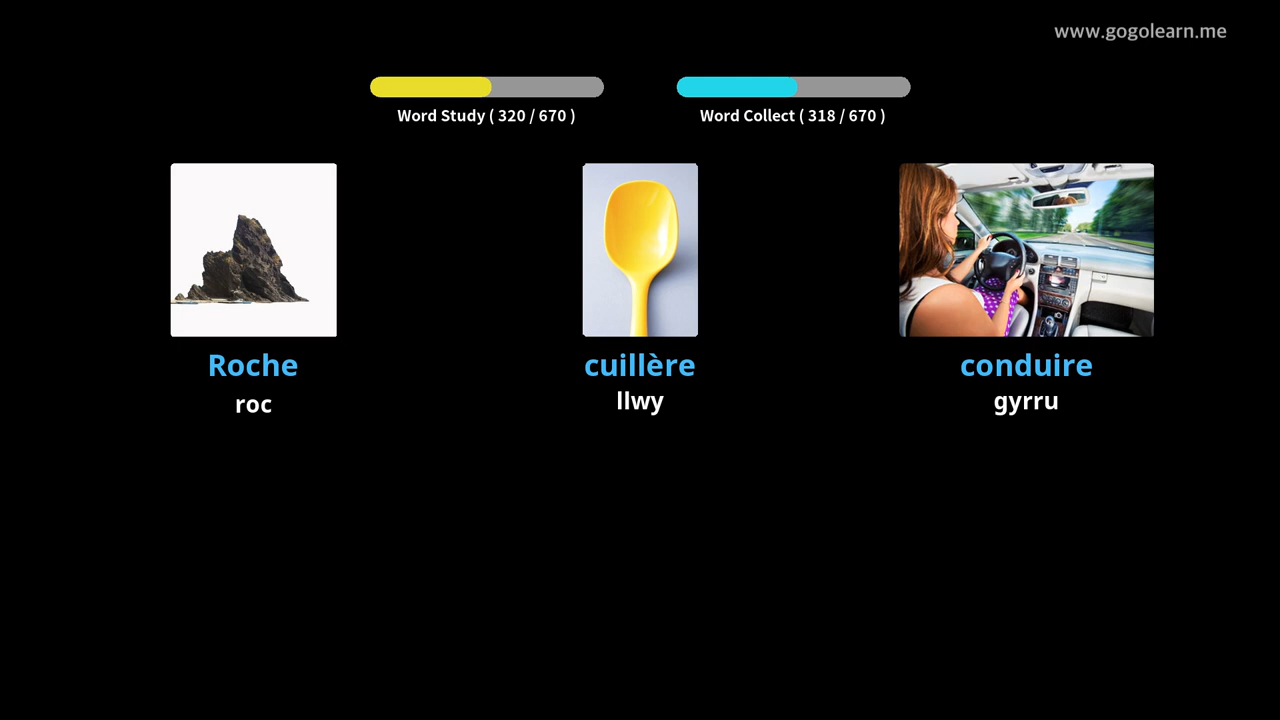 www.gogolearn.me
Word Study ( 320 / 670 )
Word Collect ( 318 / 670 )
Roche
cuillère
conduire
roc
llwy
gyrru